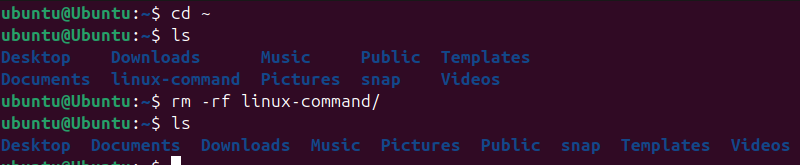 ubuntu@Ubuntu:~$ cd ~
ubuntu@Ubuntu:~$ ls
Desktop    Downloads      Music     Public  Templates
Documents  linux-command  Pictures  snap    Videos
ubuntu@Ubuntu:~$ rm -rf linux-command/
ubuntu@Ubuntu:~$ ls
Desktop  Documents  Downloads  Music  Pictures  Public  snap  Templates  Videos
ubuntu@Ubuntu:~$